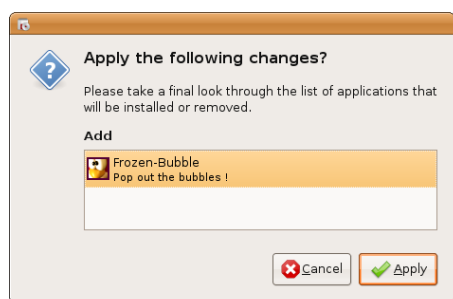 Apply the following changes?
Please take a final look through the list of applications that
will be installed or removed.
Add
Frozen-Bubble
Pop out the bubbles !
Cancel
Apply